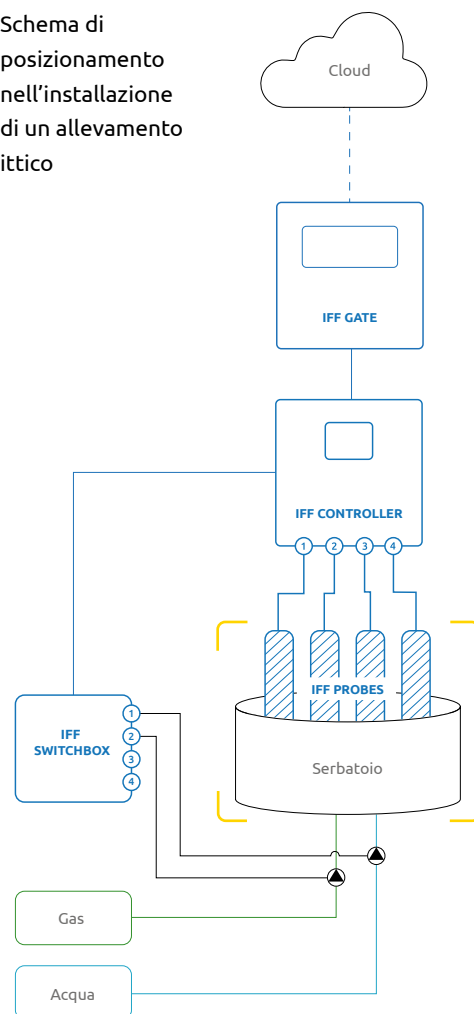 Schema di
posizionamento
nell'installazione
di un allevamento
ittico
Cloud
IFF GATE
IFF CONTROLLER
1 2 3 4
IFF PROBES
IFF
SWITCHBOX
1
2
3
4
Serbatoio
Gas
Acqua